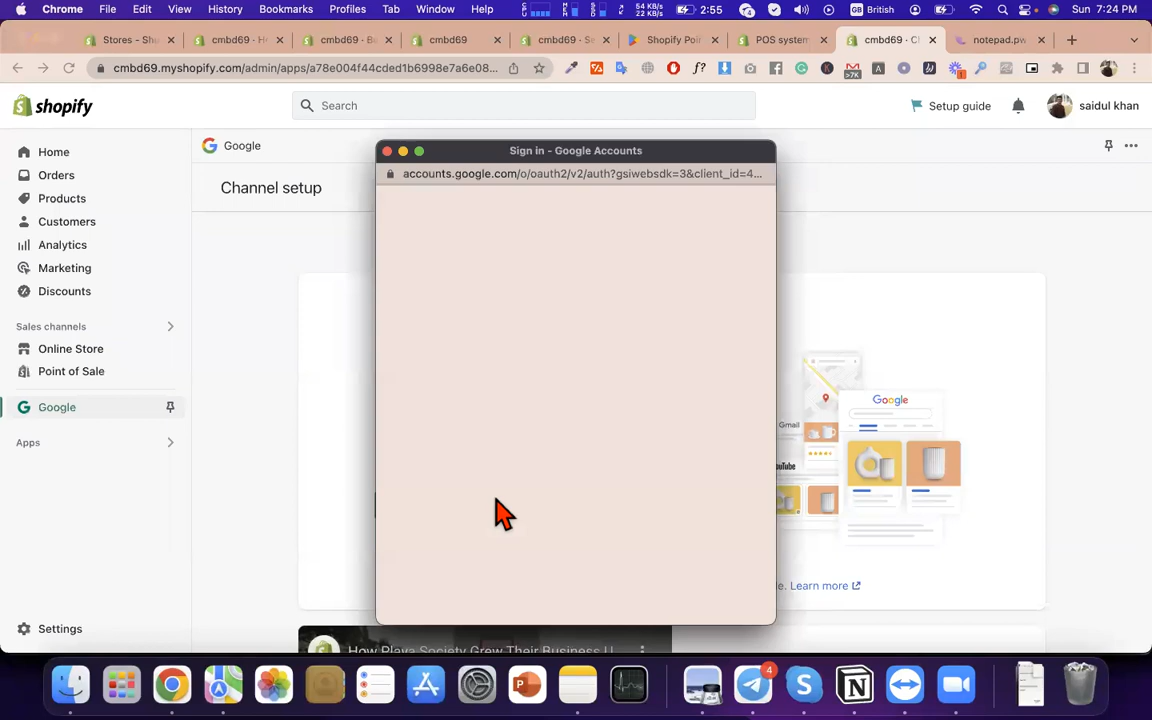 Chrome File Edit View History Bookmarks Profiles Tab Window Help 54 KB/s 22 KB/s 2:55 British Sun 7:24 PM
Stores - Shu cmbd69 · H cmbd69 · B cmbd69 cmbd69 · S Shopify Poi POS system cmbd69 · C notepad.pw
cmbd69.myshopify.com/admin/apps/a78e004f44cded1b6998e7a6e08...
shopify
Search
Setup guide
saidul khan
Home
Orders
Products
Customers
Analytics
Marketing
Discounts
Sales channels
Online Store
Point of Sale
Google
Apps
Settings
Google
Channel setup
Sign in - Google Accounts
accounts.google.com/o/oauth2/v2/auth?gsiwebsdk=3&client_id=4...
Google
Gmail
Learn more
How Playa Society Grew Their Business U
4